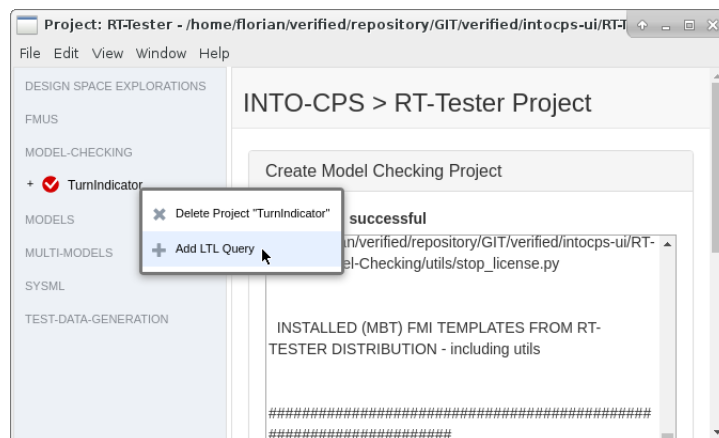 Project: RT-Tester - /home/florian/verified/repository/GIT/verified/intocps-ui/RT-T
File Edit View Window Help
DESIGN SPACE EXPLORATIONS
FMUS
MODEL-CHECKING
+ TurnIndicator
MODELS
MULTI-MODELS
SYSML
TEST-DATA-GENERATION
Delete Project "TurnIndicator"
Add LTL Query
INTO-CPS > RT-Tester Project
Create Model Checking Project
successful
an/verified/repository/GIT/verified/intocps-ui/RT-
el-Checking/utils/stop_license.py
INSTALLED (MBT) FMI TEMPLATES FROM RT-
TESTER DISTRIBUTION - including utils
##############################################
######################